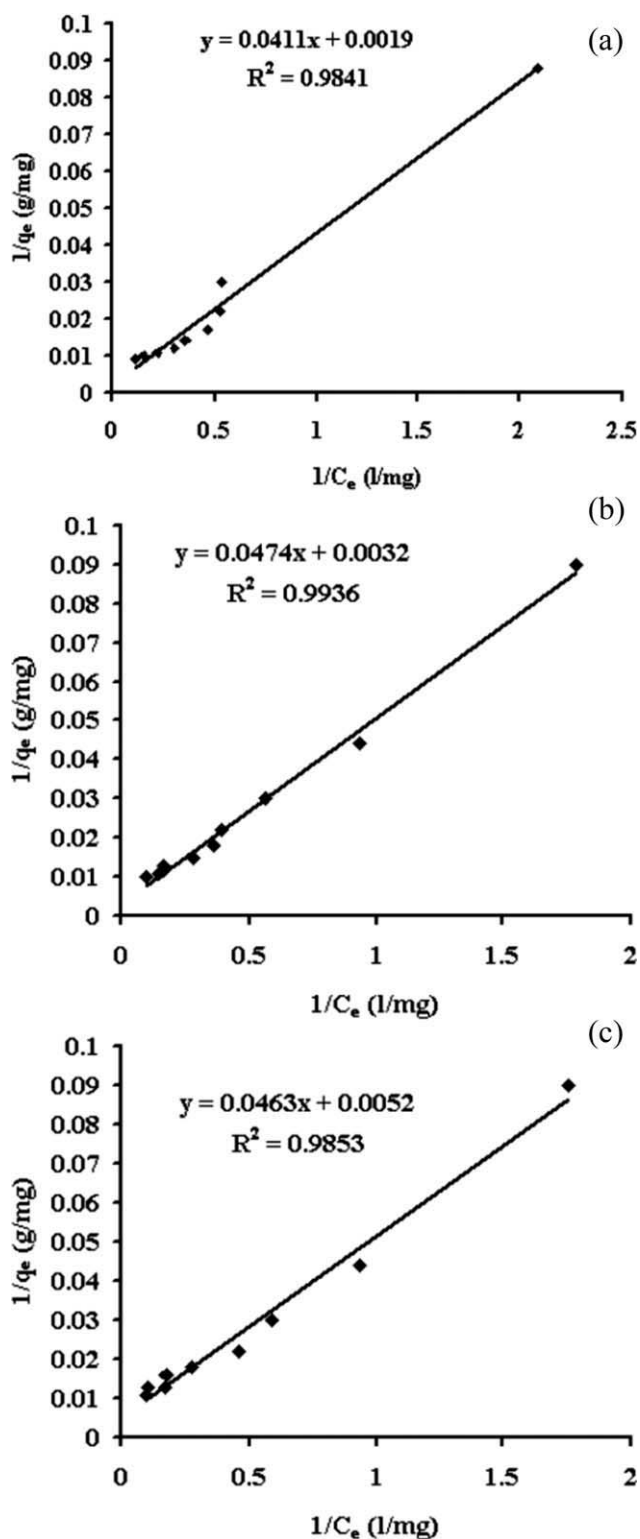 (a)
y = 0.0411x + 0.0019
R² = 0.9841
0.1
0.09
0.08
0.07
0.06
0.05
0.04
0.03
0.02
0.01
0
1/qₑ (g/mg)
0 0.5 1 1.5 2 2.5
1/Cₑ (l/mg)
(b)
y = 0.0474x + 0.0032
R² = 0.9936
0.1
0.09
0.08
0.07
0.06
0.05
0.04
0.03
0.02
0.01
0
1/qₑ (g/mg)
0 0.5 1 1.5 2
1/Cₑ (l/mg)
(c)
y = 0.0463x + 0.0052
R² = 0.9853
0.1
0.09
0.08
0.07
0.06
0.05
0.04
0.03
0.02
0.01
0
1/qₑ (g/mg)
0 0.5 1 1.5 2
1/Cₑ (l/mg)